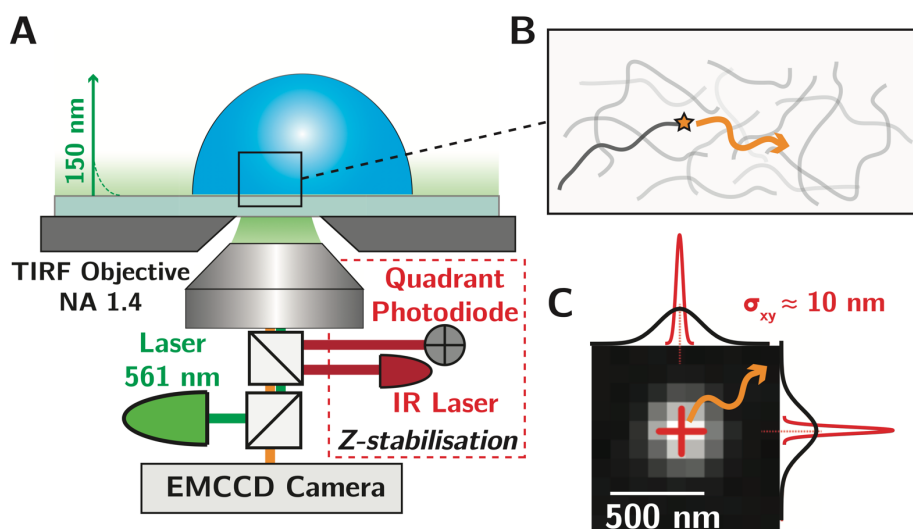 A
150 nm
TIRF Objective
NA 1.4
Quadrant
Photodiode
Laser
561 nm
IR Laser
Z-stabilisation
EMCCD Camera
B
C
σxy ≈ 10 nm
500 nm